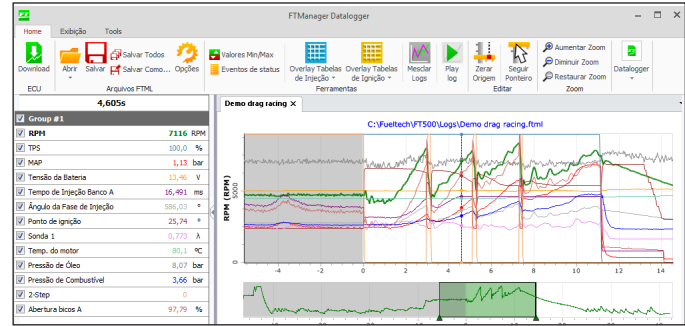 FTManager Datalogger
Home Exibição Tools
Download Abrir Salvar Salvar Todos
Salvar Como... Opções
Valores Min/Max
Eventos de status
Overlay Tabelas de Injeção
Overlay Tabelas de Ignição
Mesclar Logs
Play log
Zerar Origem
Seguir Ponteiro
Aumentar Zoom
Diminuir Zoom
Restaurar Zoom
Datalogger
ECU Arquivos FTML Ferramentas Editar Zoom
4,605s
Group #1
RPM 7116 RPM
TPS 100,0 %
MAP 1,13 bar
Tensão da Bateria 13,46 V
Tempo de Injeção Banco A 16,491 ms
Ângulo da Fase de Injeção 586,03 °
Ponto de ignição 25,74 °
Sonda 1 0,773 λ
Temp. do motor 80,1 ºC
Pressão de Óleo 8,07 bar
Pressão de Combustível 3,66 bar
2-Step 0
Abertura bicos A 97,79 %
Demo drag racing X
C:\Fueltech\FT500\Logs\Demo drag racing.ftml
RPM (RPM)
5000
0
-4 -2 0 2 4 6 8 10 12 14